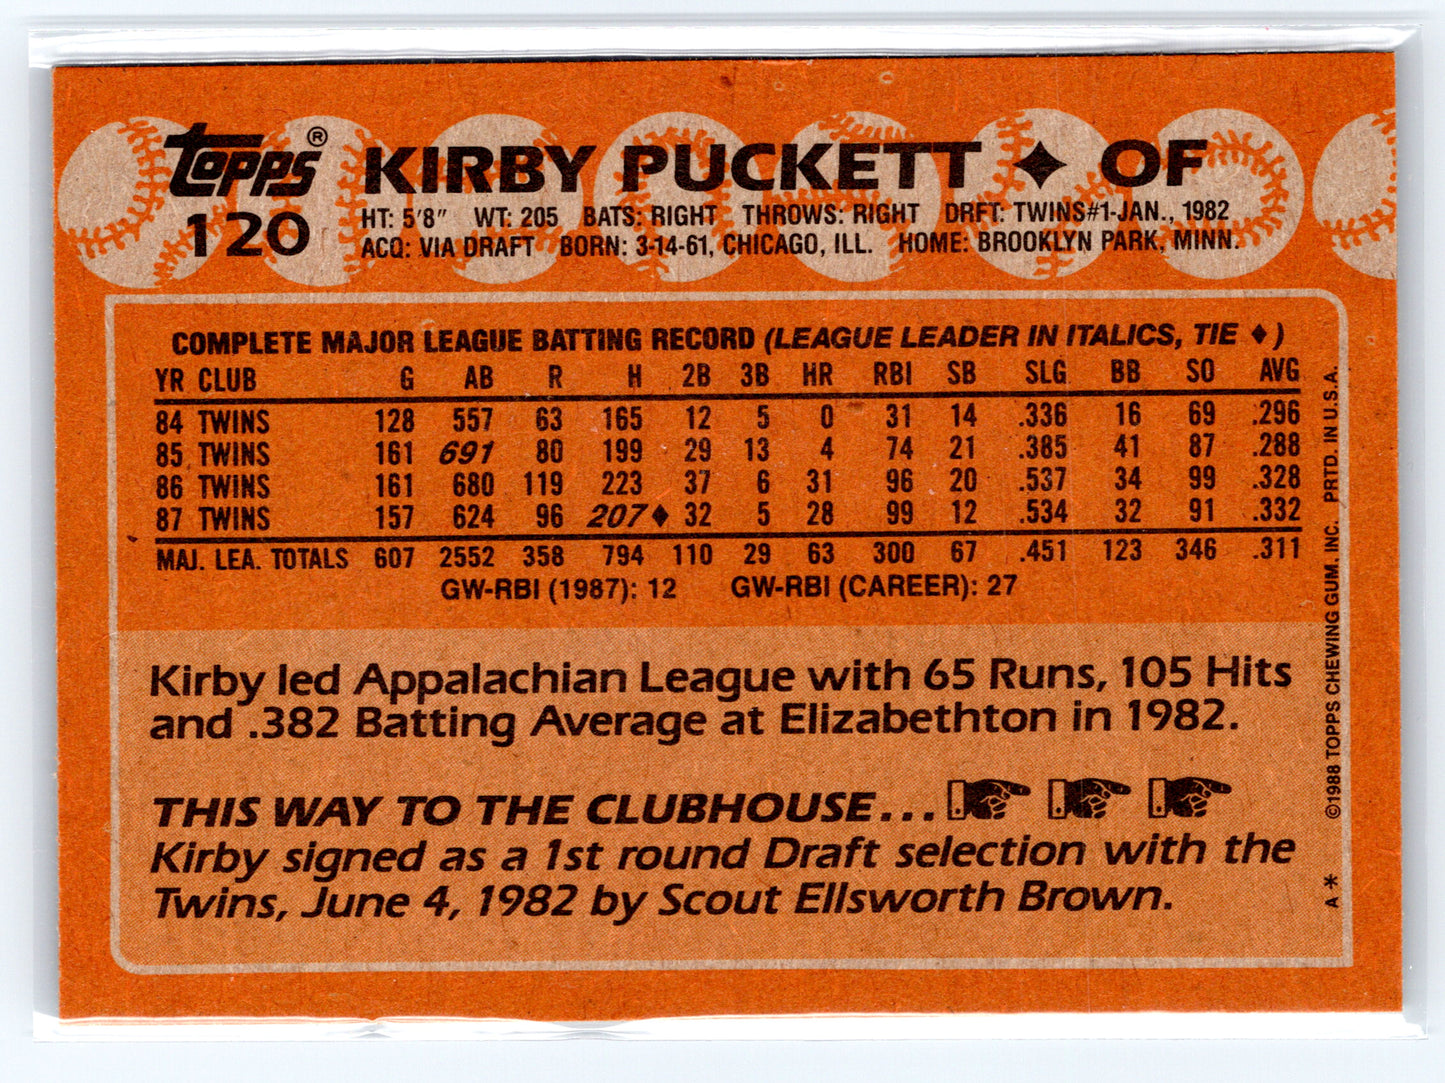 topps®
120
KIRBY PUCKETT ✦ OF
HT: 5'8" WT: 205 BATS: RIGHT THROWS: RIGHT DRFT: TWINS#1-JAN., 1982
ACQ: VIA DRAFT BORN: 3-14-61, CHICAGO, ILL. HOME: BROOKLYN PARK, MINN.
COMPLETE MAJOR LEAGUE BATTING RECORD (LEAGUE LEADER IN ITALICS, TIE ♦)
YR CLUB G AB R H 2B 3B HR RBI SB SLG BB SO AVG
84 TWINS 128 557 63 165 12 5 0 31 14 .336 16 69 .296
85 TWINS 161 691 80 199 29 13 4 74 21 .385 41 87 .288
86 TWINS 161 680 119 223 37 6 31 96 20 .537 34 99 .328
87 TWINS 157 624 96 207♦ 32 5 28 99 12 .534 32 91 .332
MAJ. LEA. TOTALS 607 2552 358 794 110 29 63 300 67 .451 123 346 .311
GW-RBI (1987): 12 GW-RBI (CAREER): 27
Kirby led Appalachian League with 65 Runs, 105 Hits
and .382 Batting Average at Elizabethton in 1982.
THIS WAY TO THE CLUBHOUSE...
Kirby signed as a 1st round Draft selection with the
Twins, June 4, 1982 by Scout Ellsworth Brown.
A* ©1988 TOPPS CHEWING GUM, INC. PRTD. IN U.S.A.